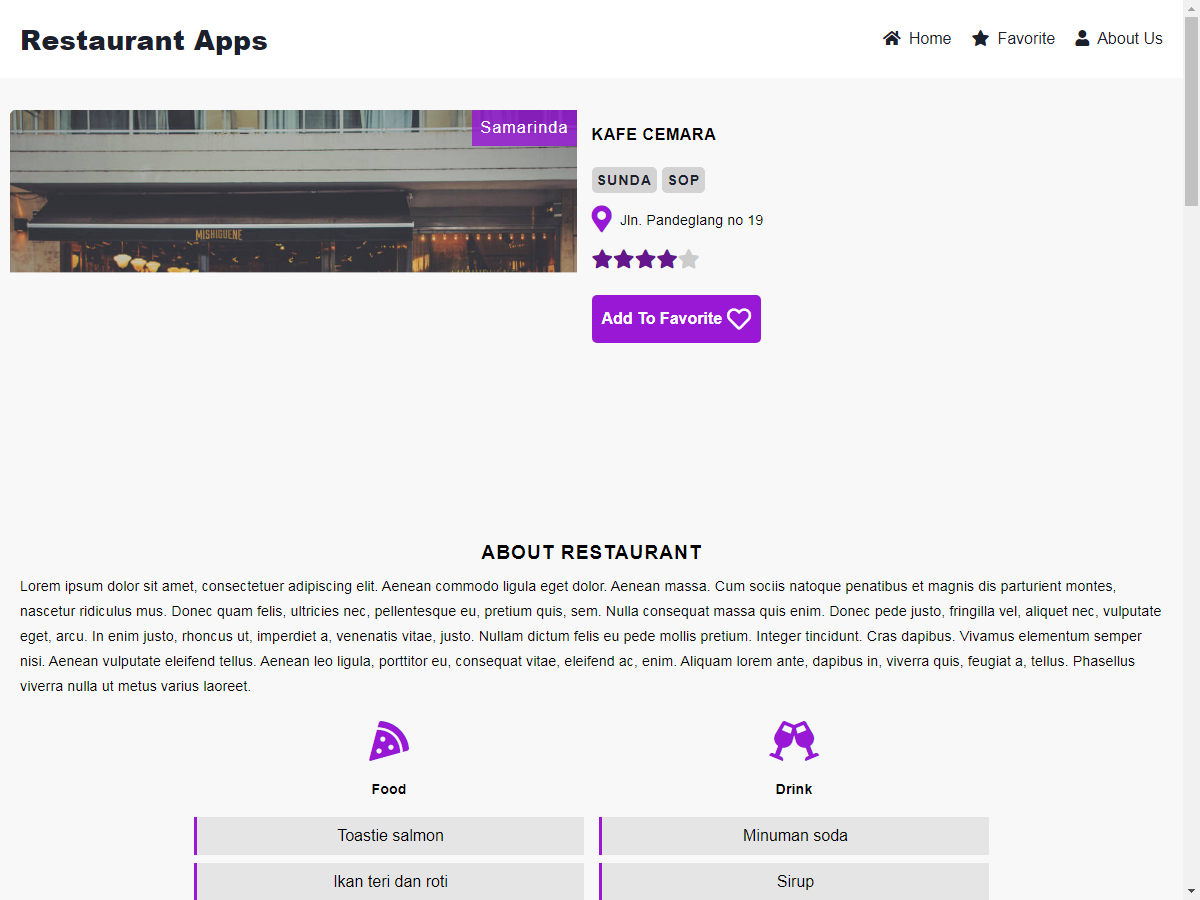 Restaurant Apps
Home
Favorite
About Us
Samarinda
MISHIGUENE
KAFE CEMARA
SUNDA
SOP
Jln. Pandeglang no 19
Add To Favorite
ABOUT RESTAURANT
Lorem ipsum dolor sit amet, consectetuer adipiscing elit. Aenean commodo ligula eget dolor. Aenean massa. Cum sociis natoque penatibus et magnis dis parturient montes,
nascetur ridiculus mus. Donec quam felis, ultricies nec, pellentesque eu, pretium quis, sem. Nulla consequat massa quis enim. Donec pede justo, fringilla vel, aliquet nec, vulputate
eget, arcu. In enim justo, rhoncus ut, imperdiet a, venenatis vitae, justo. Nullam dictum felis eu pede mollis pretium. Integer tincidunt. Cras dapibus. Vivamus elementum semper
nisi. Aenean vulputate eleifend tellus. Aenean leo ligula, porttitor eu, consequat vitae, eleifend ac, enim. Aliquam lorem ante, dapibus in, viverra quis, feugiat a, tellus. Phasellus
viverra nulla ut metus varius laoreet.
Food
Toastie salmon
Ikan teri dan roti
Drink
Minuman soda
Sirup